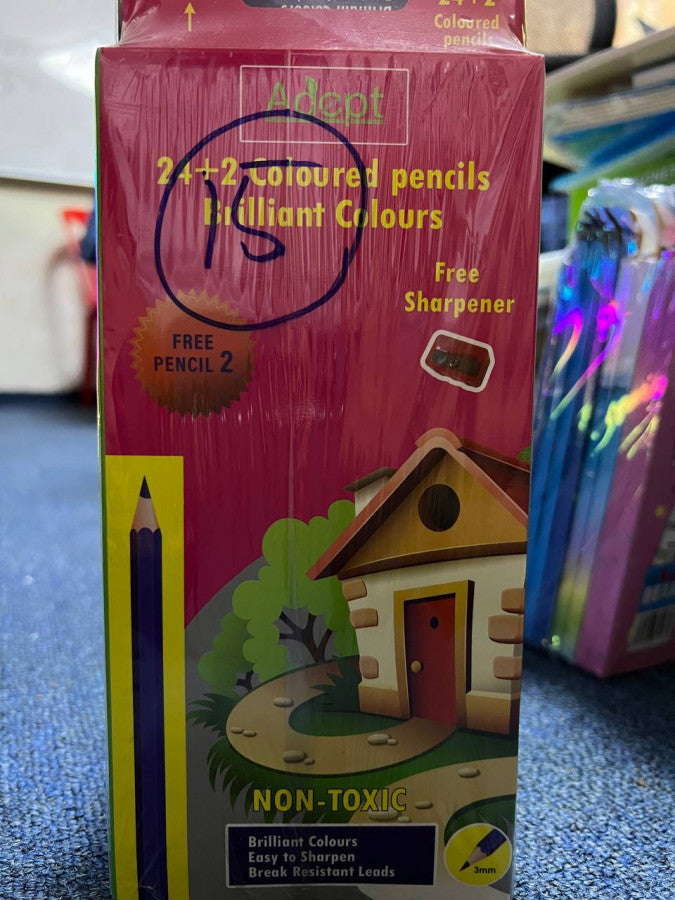 24+2
Coloured
pencils
Adept
24+2 Coloured pencils
Brilliant Colours
15
Free
Sharpener
FREE
PENCIL 2
NON-TOXIC
Brilliant Colours
Easy to Sharpen
Break Resistant Leads
3mm